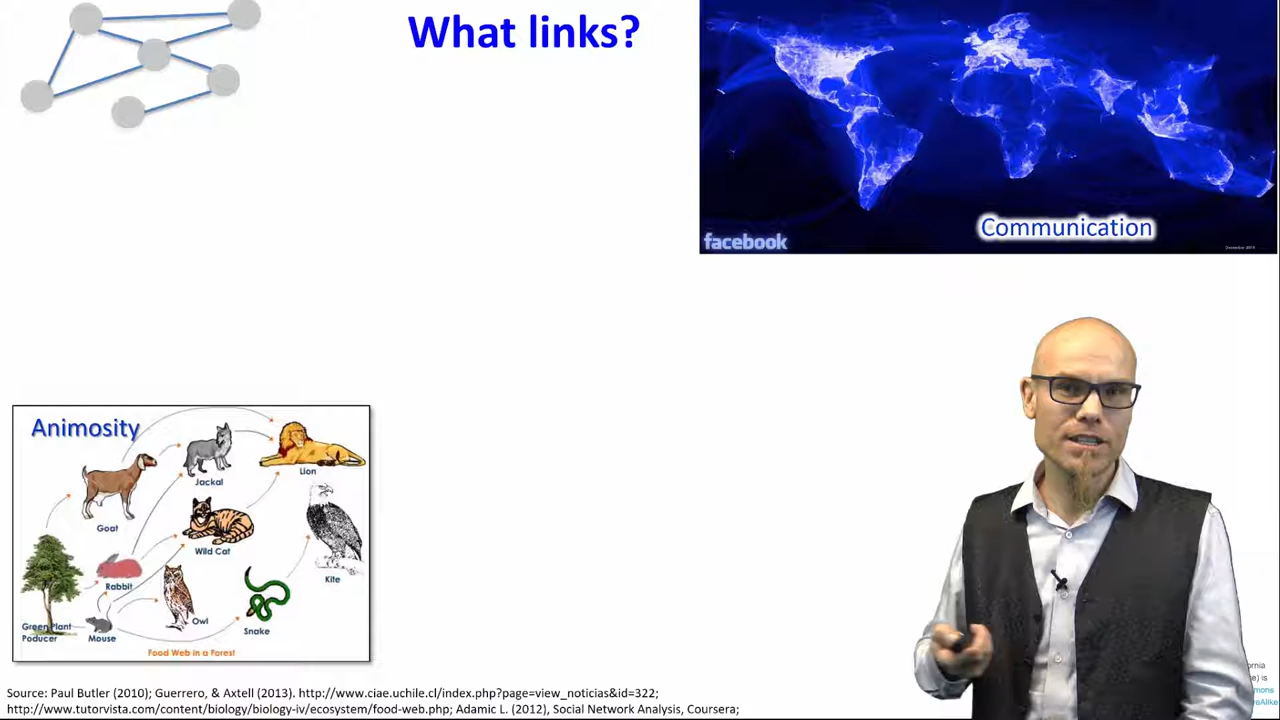 What links?
Communication
facebook
December 2010
Animosity
Jackal
Lion
Goat
Wild Cat
Kite
Rabbit
Green Plant
Poducer
Mouse
Owl
Snake
Food Web in a Forest
Source: Paul Butler (2010); Guerrero, & Axtell (2013). http://www.ciae.uchile.cl/index.php?page=view_noticias&id=322;
http://www.tutorvista.com/content/biology/biology-iv/ecosystem/food-web.php; Adamic L. (2012), Social Network Analysis, Coursera;